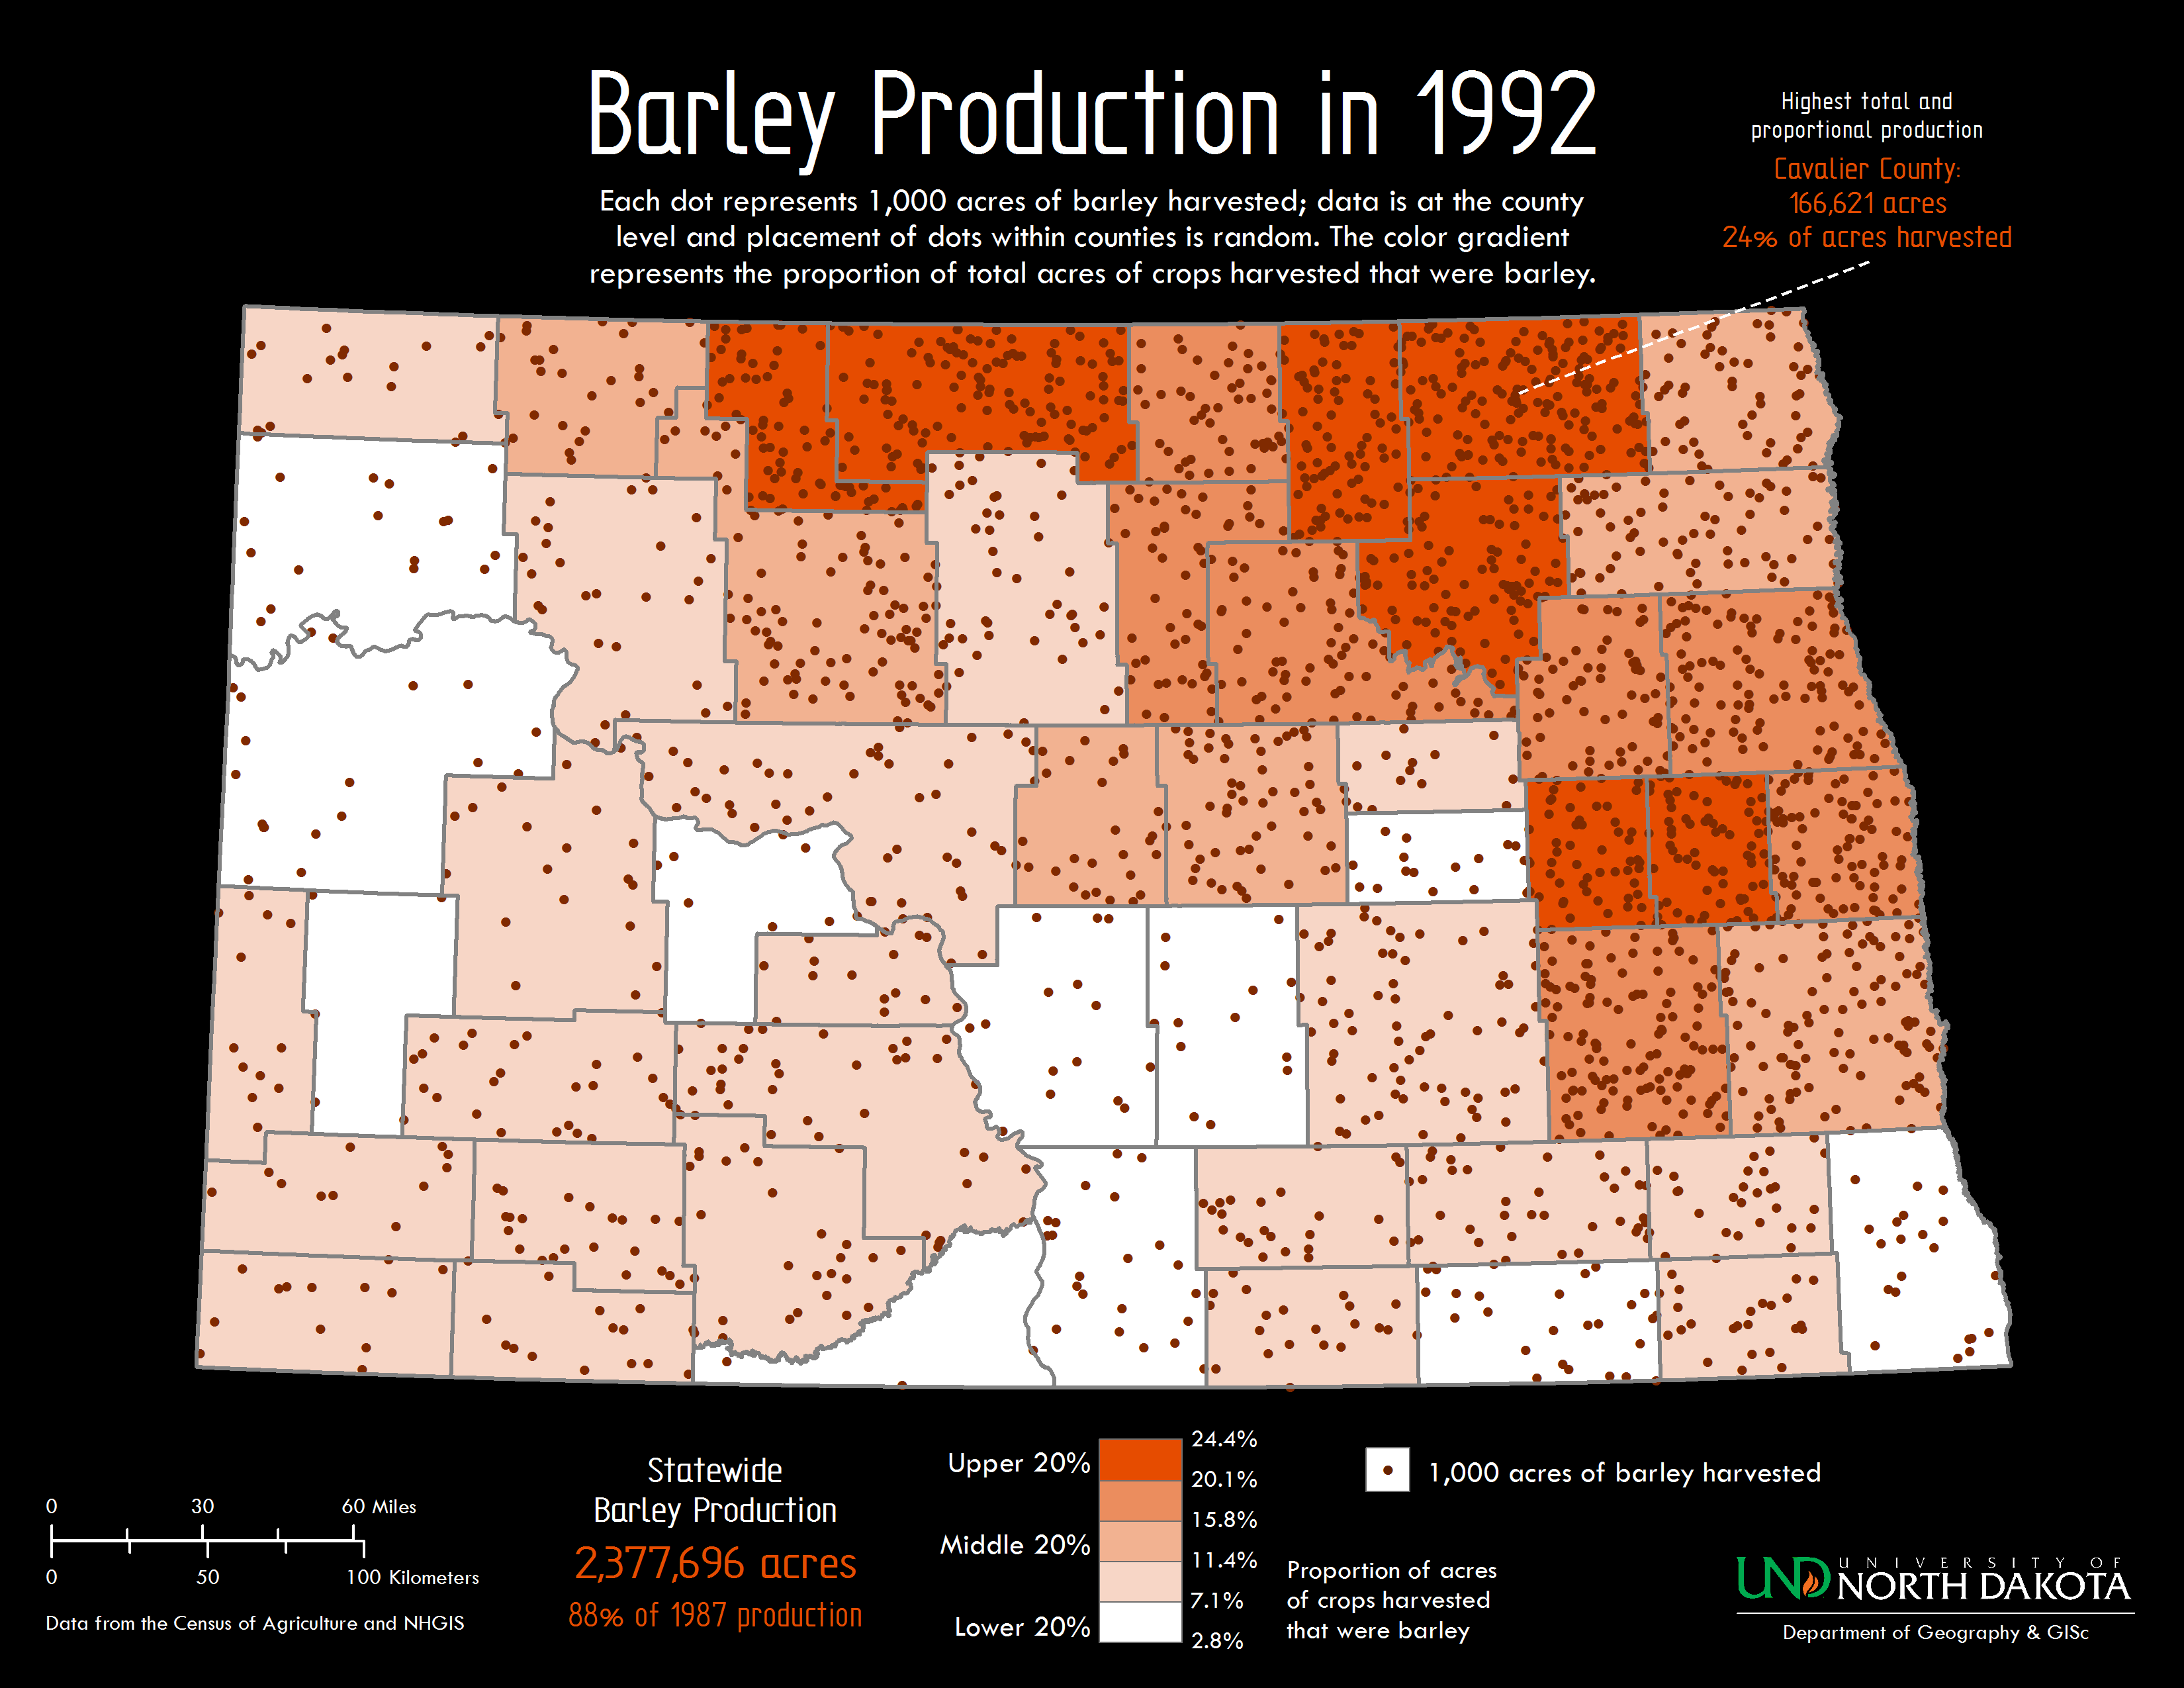 Barley Production in 1992
Each dot represents 1,000 acres of barley harvested; data is at the county
level and placement of dots within counties is random. The color gradient
represents the proportion of total acres of crops harvested that were barley.
Highest total and
proportional production
Cavalier County:
166,621 acres
24% of acres harvested
0 30 60 Miles
0 50 100 Kilometers
Data from the Census of Agriculture and NHGIS
Statewide
Barley Production
2,377,696 acres
88% of 1987 production
Upper 20%
Middle 20%
Lower 20%
24.4%
20.1%
15.8%
11.4%
7.1%
2.8%
Proportion of acres
of crops harvested
that were barley
1,000 acres of barley harvested
UND
UNIVERSITY OF
NORTH DAKOTA
Department of Geography & GISc